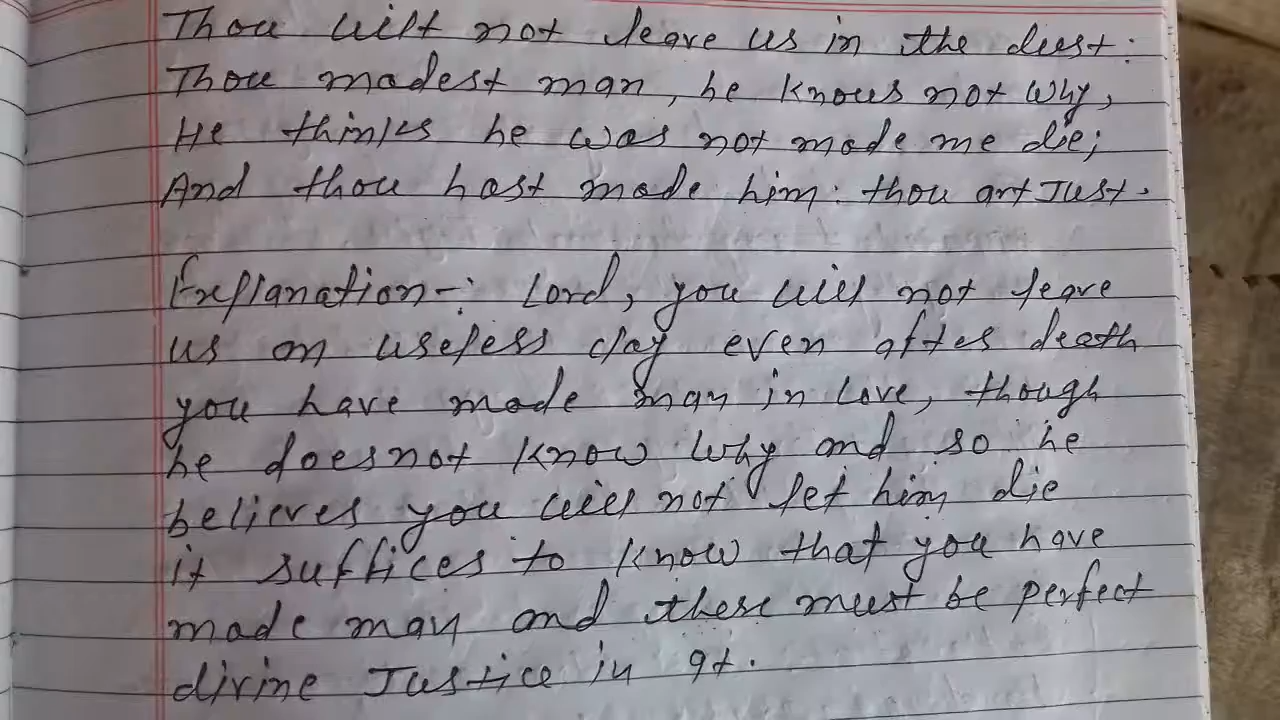 Thou wilt not leave us in the dust:
Thou madest man, he knows not why,
He thinks he was not made me die;
And thou hast made him: thou art Just.
Explanation-: Lord, you will not leave
us on useless clay even after death
you have made man in love, though
he does not know why and so he
believes you will not let him die
it suffices to know that you have
made man and there must be perfect
divine Justice in 9t.